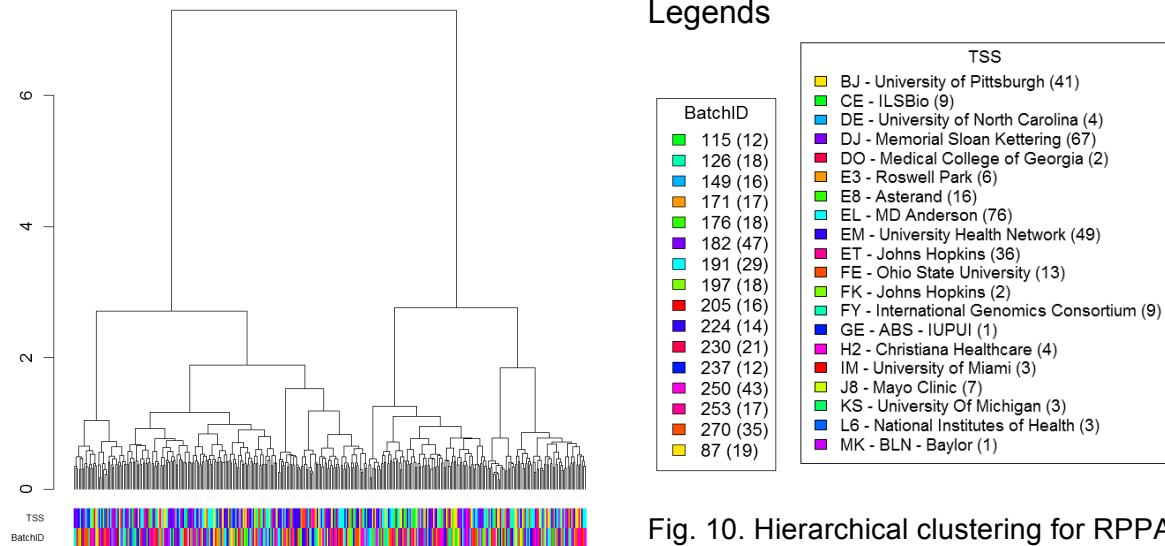 Legends
6
4
2
0
TSS
BatchID
BatchID
115 (12)
126 (18)
149 (16)
171 (17)
176 (18)
182 (47)
191 (29)
197 (18)
205 (16)
224 (14)
230 (21)
237 (12)
250 (43)
253 (17)
270 (35)
87 (19)
TSS
BJ - University of Pittsburgh (41)
CE - ILSBio (9)
DE - University of North Carolina (4)
DJ - Memorial Sloan Kettering (67)
DO - Medical College of Georgia (2)
E3 - Roswell Park (6)
E8 - Asterand (16)
EL - MD Anderson (76)
EM - University Health Network (49)
ET - Johns Hopkins (36)
FE - Ohio State University (13)
FK - Johns Hopkins (2)
FY - International Genomics Consortium (9)
GE - ABS - IUPUI (1)
H2 - Christiana Healthcare (4)
IM - University of Miami (3)
J8 - Mayo Clinic (7)
KS - University Of Michigan (3)
L6 - National Institutes of Health (3)
MK - BLN - Baylor (1)
Fig. 10. Hierarchical clustering for RPPA